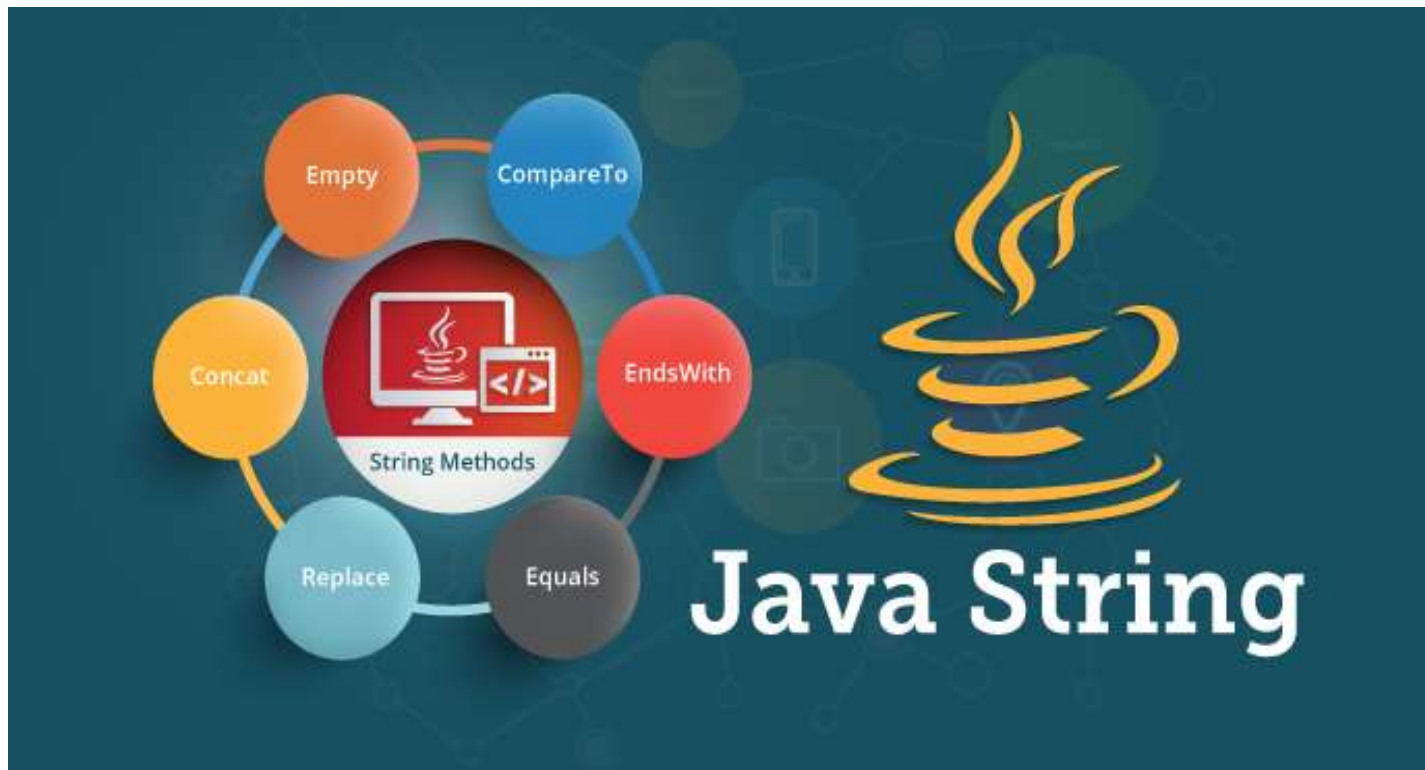 Empty
CompareTo
Concat
EndsWith
</>
String Methods
Replace
Equals
Java String